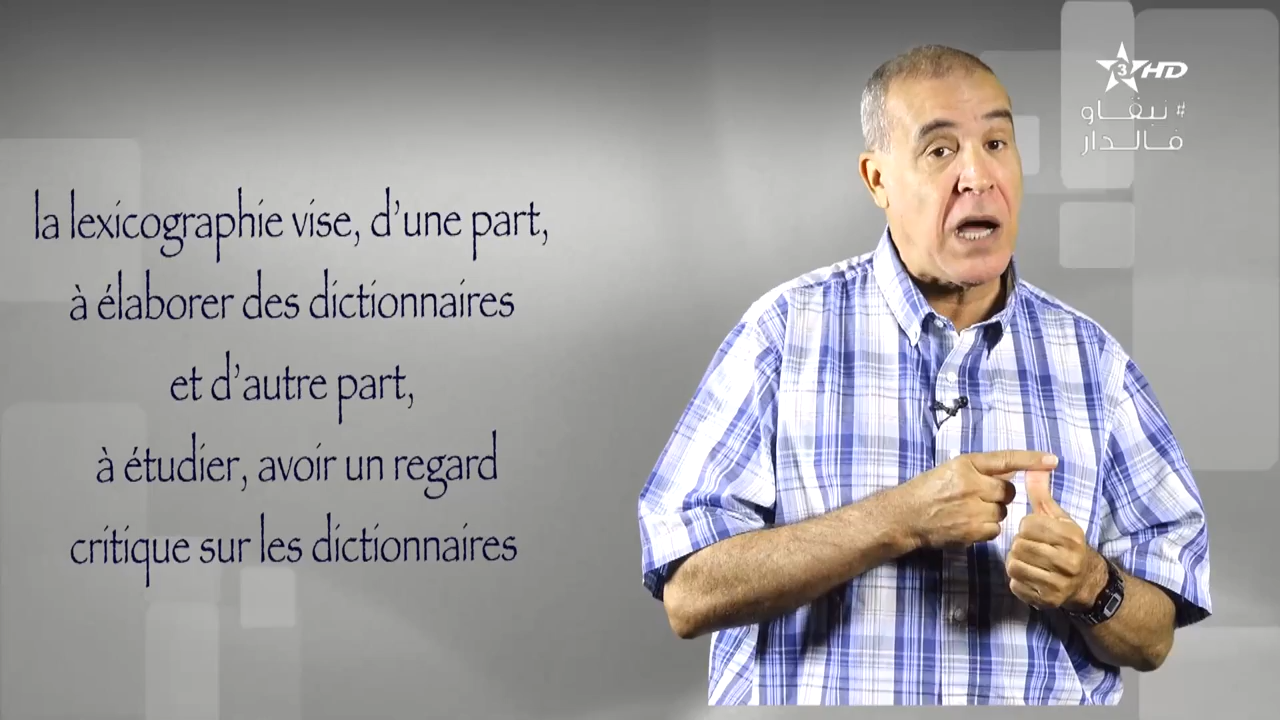 la lexicographie vise, d'une part,
à élaborer des dictionnaires
et d'autre part,
à étudier, avoir un regard
critique sur les dictionnaires
3 HD
# نبقاو
فالدار